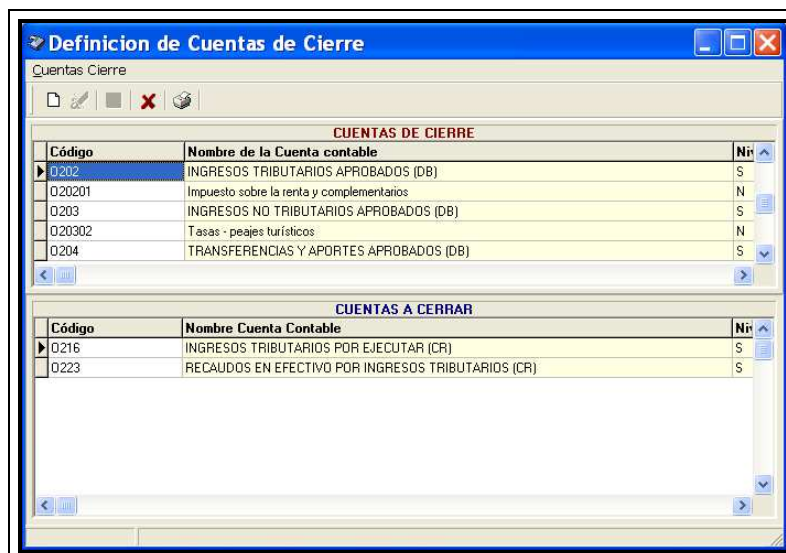 Definicion de Cuentas de Cierre
Cuentas Cierre
CUENTAS DE CIERRE
Código Nombre de la Cuenta contable Niv
0202 INGRESOS TRIBUTARIOS APROBADOS (DB) S
020201 Impuesto sobre la renta y complementarios N
0203 INGRESOS NO TRIBUTARIOS APROBADOS (DB) S
020302 Tasas - peajes turísticos N
0204 TRANSFERENCIAS Y APORTES APROBADOS (DB) S
CUENTAS A CERRAR
Código Nombre Cuenta Contable Niv
0216 INGRESOS TRIBUTARIOS POR EJECUTAR (CR) S
0223 RECAUDOS EN EFECTIVO POR INGRESOS TRIBUTARIOS (CR) S